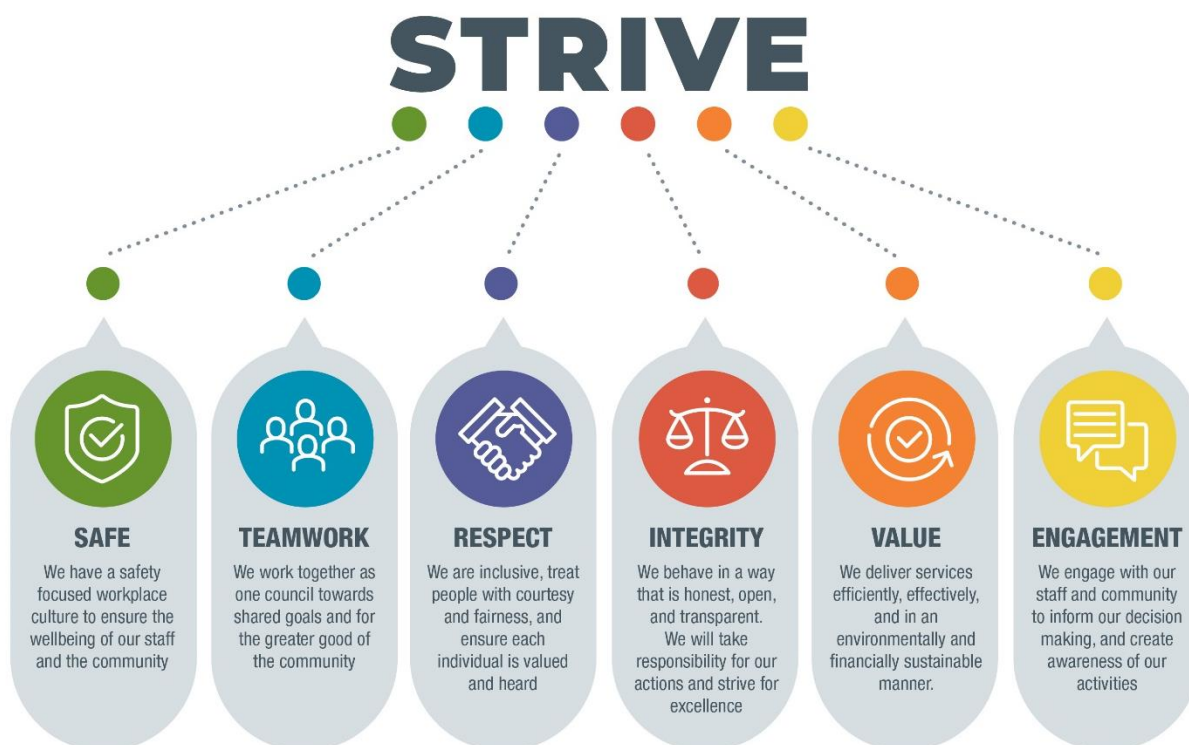 STRIVE
SAFE
We have a safety
focused workplace
culture to ensure the
wellbeing of our staff
and the community
TEAMWORK
We work together as
one council towards
shared goals and for
the greater good of
the community
RESPECT
We are inclusive, treat
people with courtesy
and fairness, and
ensure each
individual is valued
and heard
INTEGRITY
We behave in a way
that is honest, open,
and transparent.
We will take
responsibility for our
actions and strive for
excellence
VALUE
We deliver services
efficiently, effectively,
and in an
environmentally and
financially sustainable
manner.
ENGAGEMENT
We engage with our
staff and community
to inform our decision
making, and create
awareness of our
activities